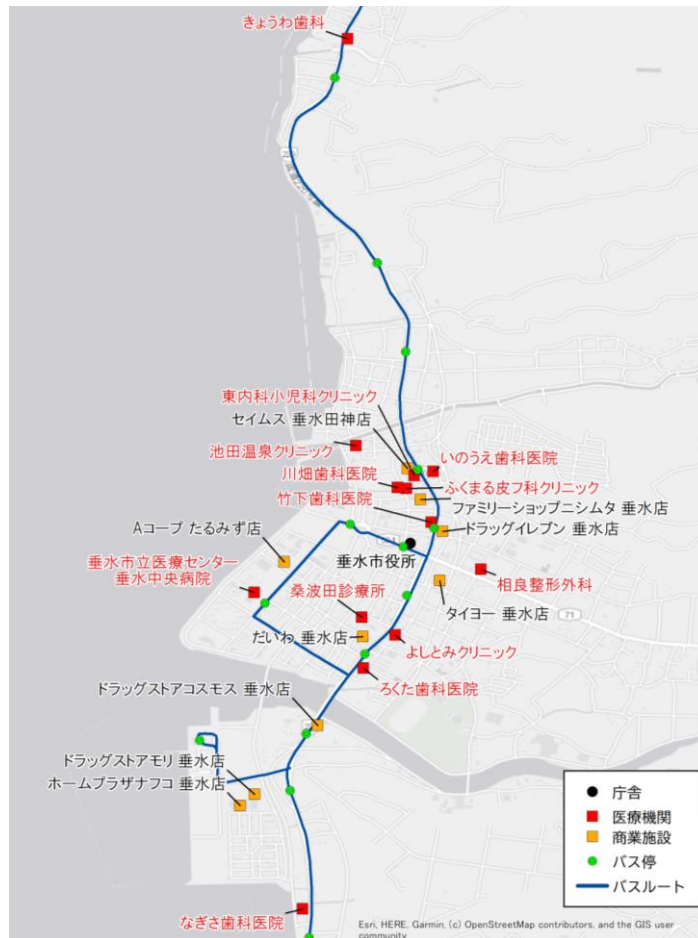 きょうわ歯科
東内科小児科クリニック
セイムス 垂水田神店
池田温泉クリニック
いのうえ歯科医院
川畑歯科医院
ふくまる皮フ科クリニック
竹下歯科医院
ファミリーショップニシムタ 垂水店
Aコープ たるみず店
ドラッグイレブン 垂水店
垂水市役所
垂水市立医療センター
垂水中央病院
相良整形外科
桑波田診療所
タイヨー 垂水店
71
だいわ 垂水店
よしとみクリニック
ドラッグストアコスモス 垂水店
ろくた歯科医院
ドラッグストアモリ 垂水店
ホームプラザナフコ 垂水店
庁舎
医療機関
商業施設
バス停
バスルート
なぎさ歯科医院
Esri, HERE, Garmin, (c) OpenStreetMap contributors, and the GIS user
community